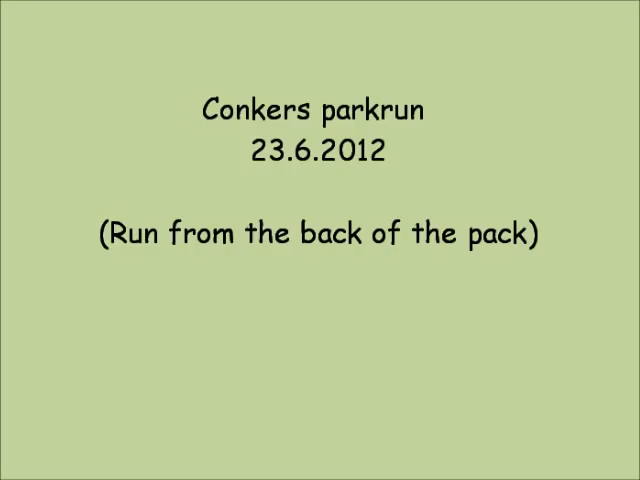 Conkers parkrun
23.6.2012
(Run from the back of the pack)